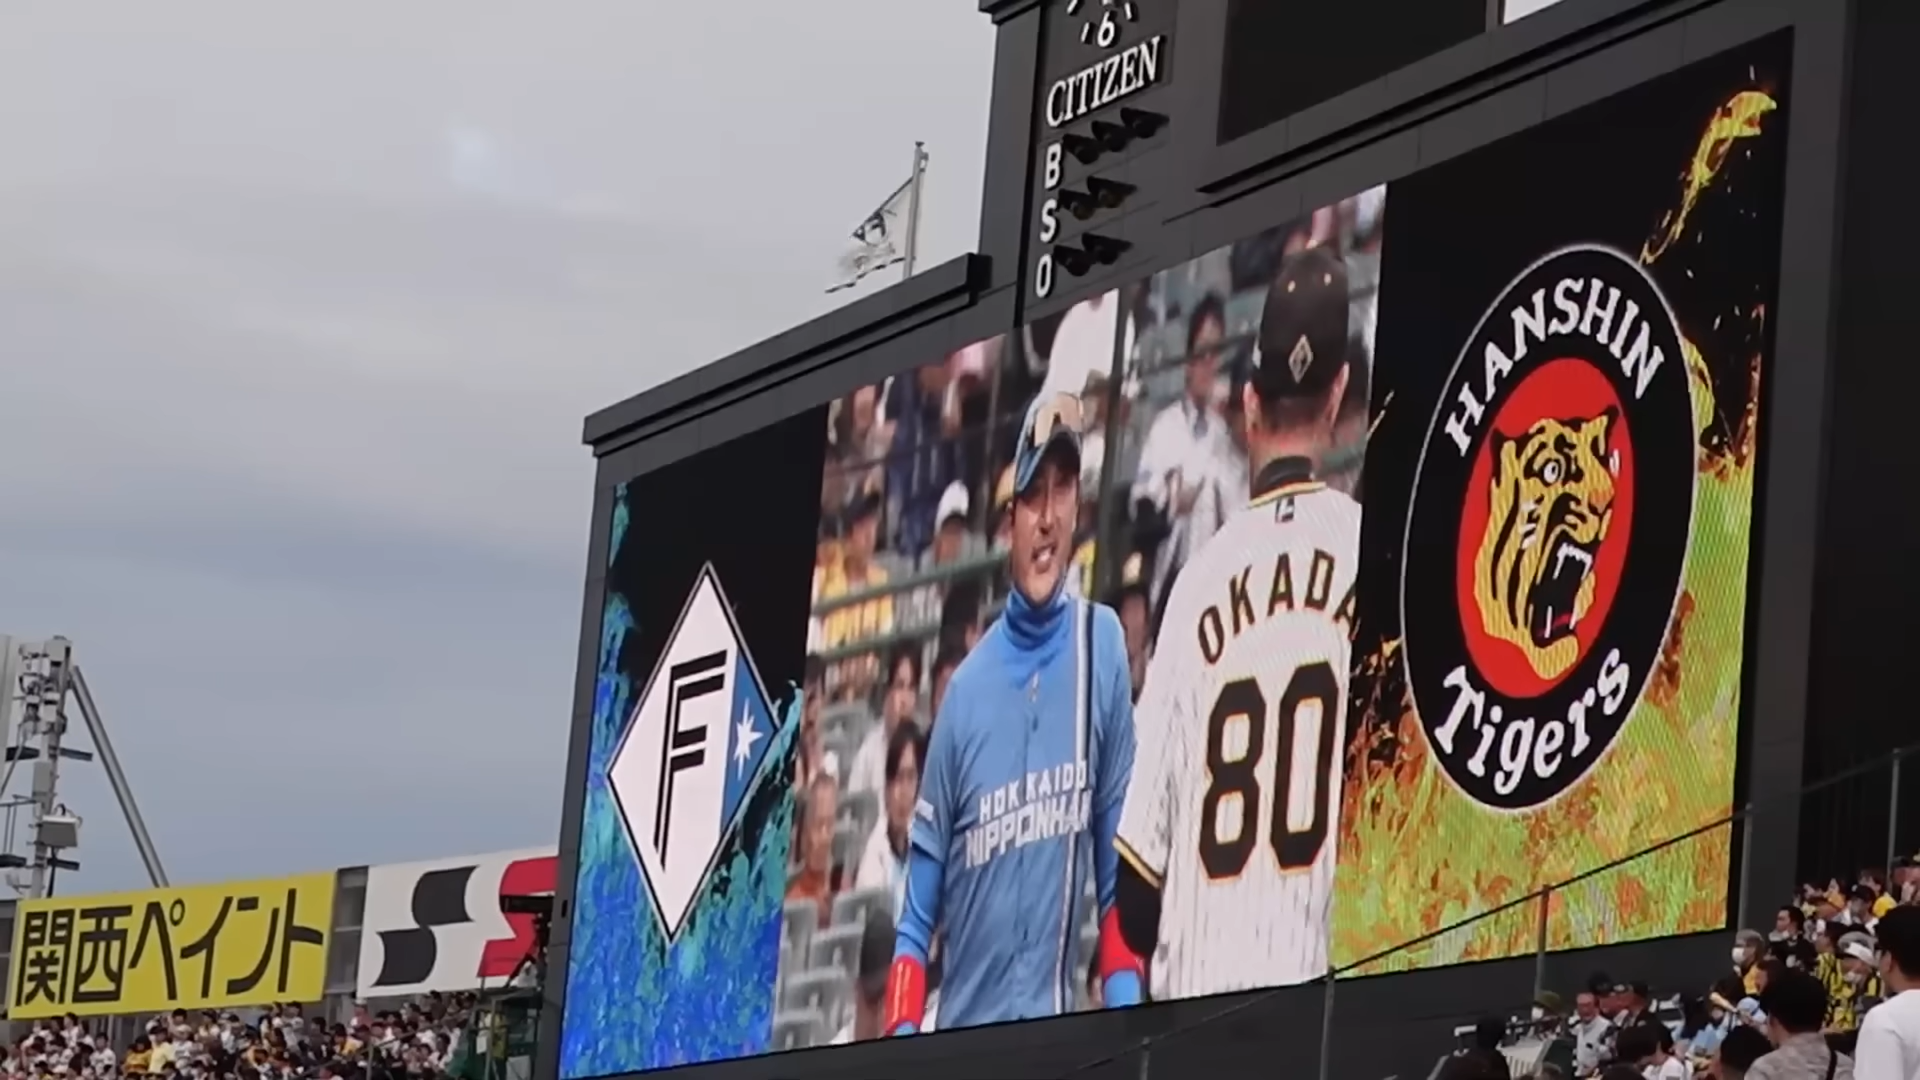 6
CITIZEN
B
S
O
HANSHIN
Tigers
OKADA
80
F
HOKKAIDO
NIPPONHAM
関西ペイント